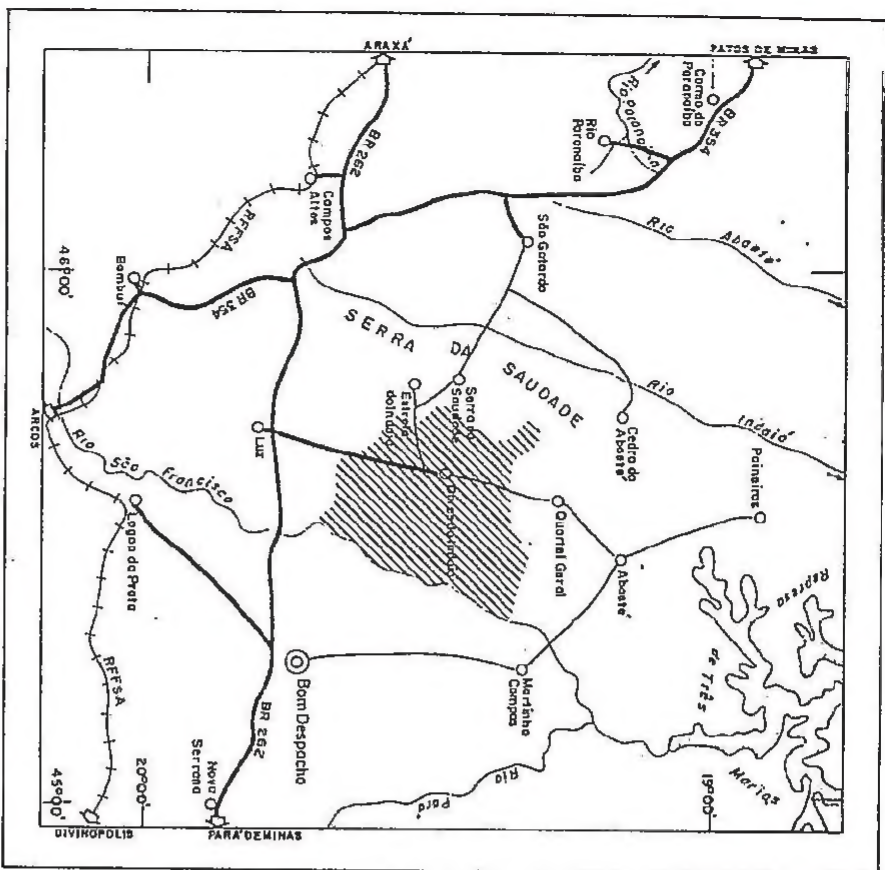 ARAXÁ
PATOS DE MINAS
Carmo do
Paranaíba
BR 354
Rio Paranaíba
Rio
Paranaíba
BR 262
Campos
Altos
RFFSA
São Gotardo
Rio
Abaeté
46°00'
Bambuí
BR 354
SERRA
DA
SAUDADE
Serra da
Saudade
Estrela
do Indaiá
Cedro do
Abaeté
Rio
Indaiá
ARCOS
Rio
São
Francisco
Luz
Dores do Indaiá
Quartel Geral
Paineiras
Abaeté
Lagoa da Prata
Represa
de Três
Marias
RFFSA
BR 262
Bom Despacho
Martinho
Campos
Nova
Serrana
Rio
Pará
45°00'
20°00'
19°00'
DIVINÓPOLIS
PARÁ DE MINAS